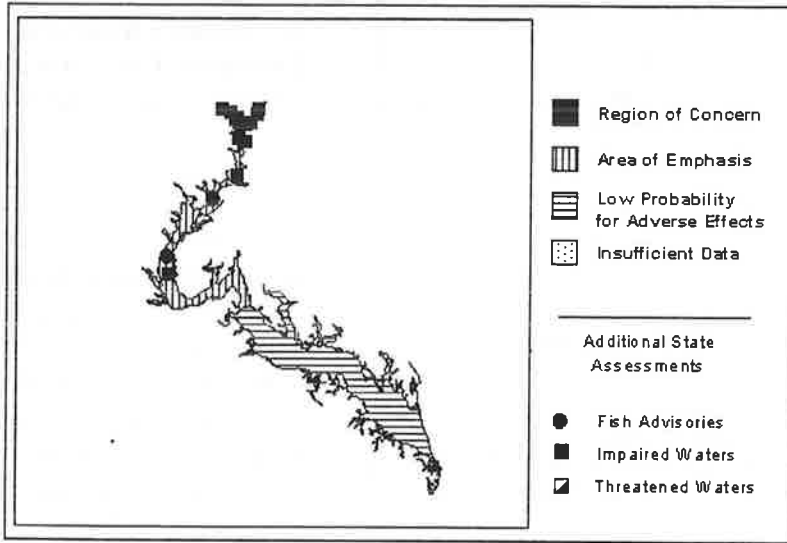 Region of Concern
Area of Emphasis
Low Probability
for Adverse Effects
Insufficient Data
Additional State
Assessments
Fish Advisories
Impaired Waters
Threatened Waters